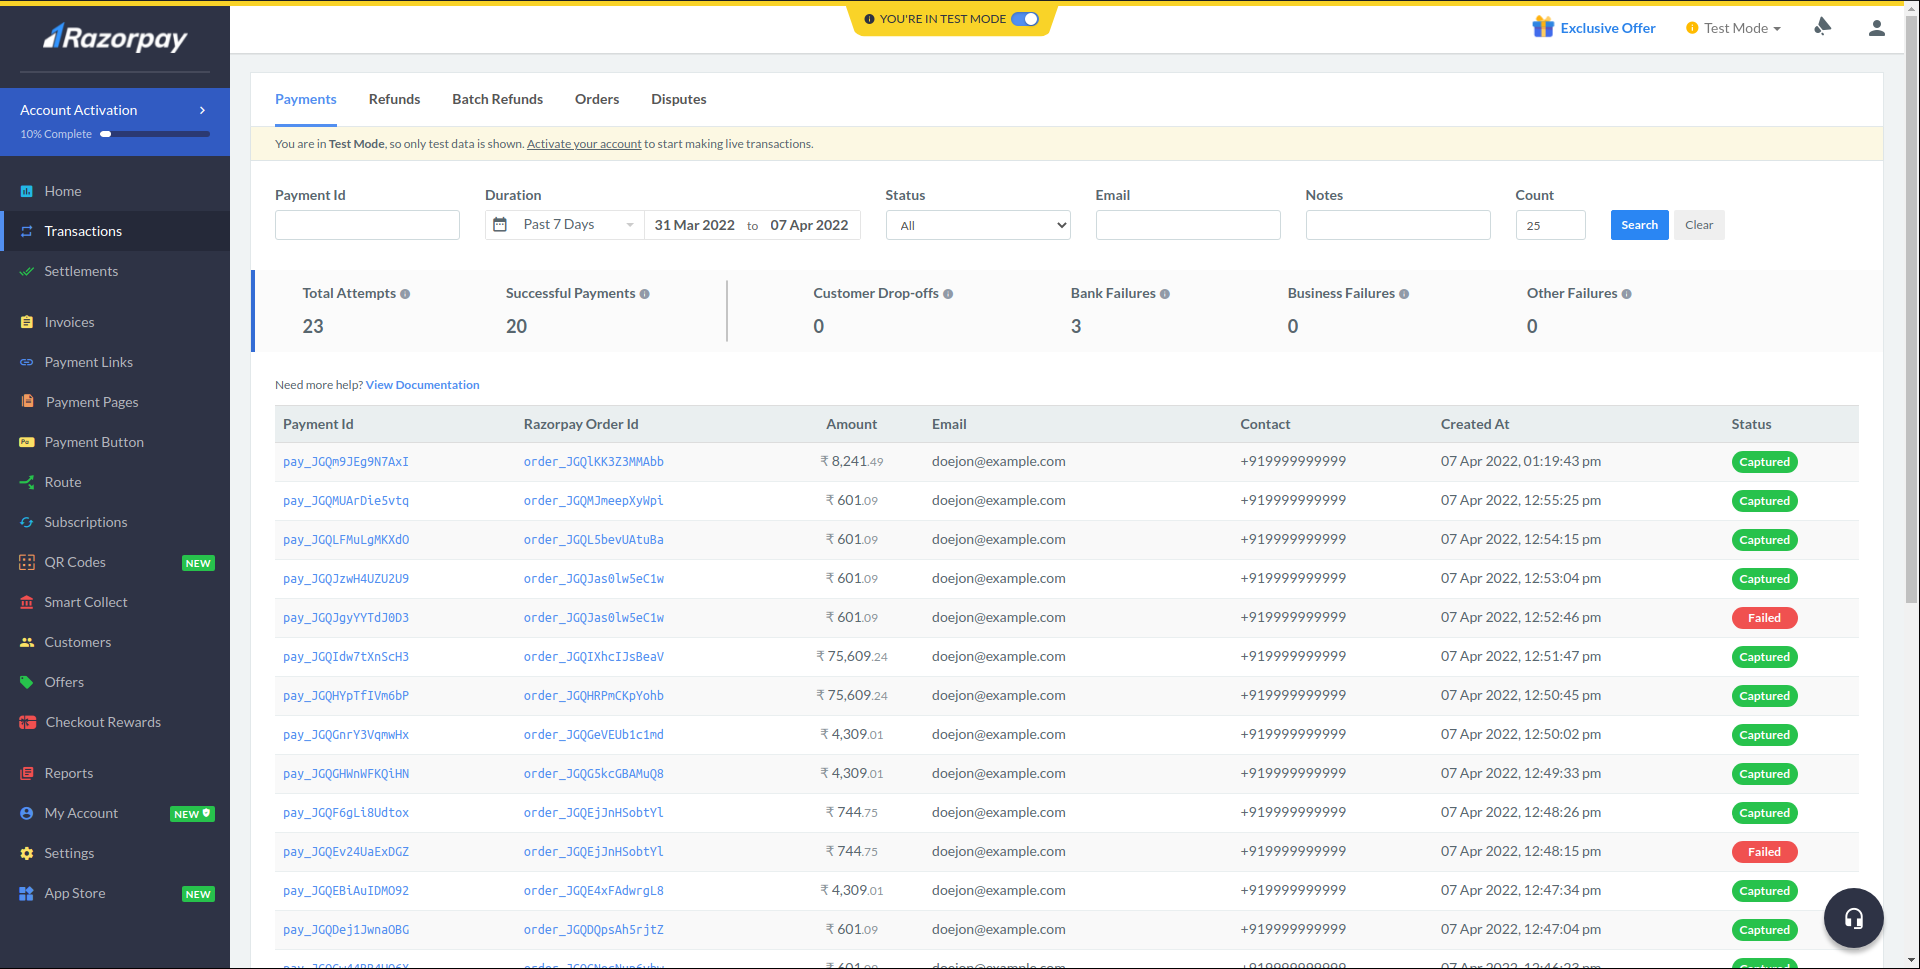 YOU'RE IN TEST MODE
Razorpay
Exclusive Offer
Test Mode
Account Activation
10% Complete
Home
Transactions
Settlements
Invoices
Payment Links
Payment Pages
Payment Button
Route
Subscriptions
QR Codes NEW
Smart Collect
Customers
Offers
Checkout Rewards
Reports
My Account NEW
Settings
App Store NEW
Payments Refunds Batch Refunds Orders Disputes
You are in Test Mode, so only test data is shown. Activate your account to start making live transactions.
Payment Id Duration Status Email Notes Count
Past 7 Days 31 Mar 2022 to 07 Apr 2022 All 25 Search Clear
Total Attempts Successful Payments Customer Drop-offs Bank Failures Business Failures Other Failures
23 20 0 3 0 0
Need more help? View Documentation
Payment Id Razorpay Order Id Amount Email Contact Created At Status
pay_JGQm9JEg9N7AxI order_JGQlKK3Z3MMAbb ₹ 8,241.49 doejon@example.com +919999999999 07 Apr 2022, 01:19:43 pm Captured
pay_JGQMUArDie5vtq order_JGQMJmeepXyWpi ₹ 601.09 doejon@example.com +919999999999 07 Apr 2022, 12:55:25 pm Captured
pay_JGQLFMuLgMKXdO order_JGQL5bevUAtuBa ₹ 601.09 doejon@example.com +919999999999 07 Apr 2022, 12:54:15 pm Captured
pay_JGQJzwH4UZU2U9 order_JGQJas0lw5eC1w ₹ 601.09 doejon@example.com +919999999999 07 Apr 2022, 12:53:04 pm Captured
pay_JGQJgyYYTdJ0D3 order_JGQJas0lw5eC1w ₹ 601.09 doejon@example.com +919999999999 07 Apr 2022, 12:52:46 pm Failed
pay_JGQIdw7tXnScH3 order_JGQIXhcIJsBeaV ₹ 75,609.24 doejon@example.com +919999999999 07 Apr 2022, 12:51:47 pm Captured
pay_JGQHYpTfIVm6bP order_JGQHRPmCKpYohb ₹ 75,609.24 doejon@example.com +919999999999 07 Apr 2022, 12:50:45 pm Captured
pay_JGQGnrY3VqmwHx order_JGQGeVEUb1c1md ₹ 4,309.01 doejon@example.com +919999999999 07 Apr 2022, 12:50:02 pm Captured
pay_JGQGHWnWFKQiHN order_JGQG5kcGBAMuQ8 ₹ 4,309.01 doejon@example.com +919999999999 07 Apr 2022, 12:49:33 pm Captured
pay_JGQF6gLi8Udtox order_JGQEjJnHSobtYl ₹ 744.75 doejon@example.com +919999999999 07 Apr 2022, 12:48:26 pm Captured
pay_JGQEv24UaExDGZ order_JGQEjJnHSobtYl ₹ 744.75 doejon@example.com +919999999999 07 Apr 2022, 12:48:15 pm Failed
pay_JGQEBiAuIDMO92 order_JGQE4xFAdwrgL8 ₹ 4,309.01 doejon@example.com +919999999999 07 Apr 2022, 12:47:34 pm Captured
pay_JGQDej1JwnaOBG order_JGQDQpsAh5rjtZ ₹ 601.09 doejon@example.com +919999999999 07 Apr 2022, 12:47:04 pm Captured